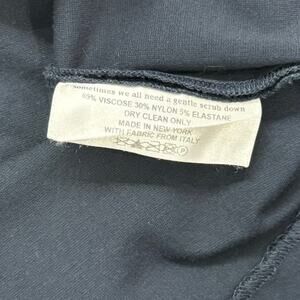 sometimes we all need a gentle scrub down
65% VISCOSE 30% NYLON 5% ELASTANE
DRY CLEAN ONLY
MADE IN NEW YORK
WITH FABRIC FROM ITALY
P